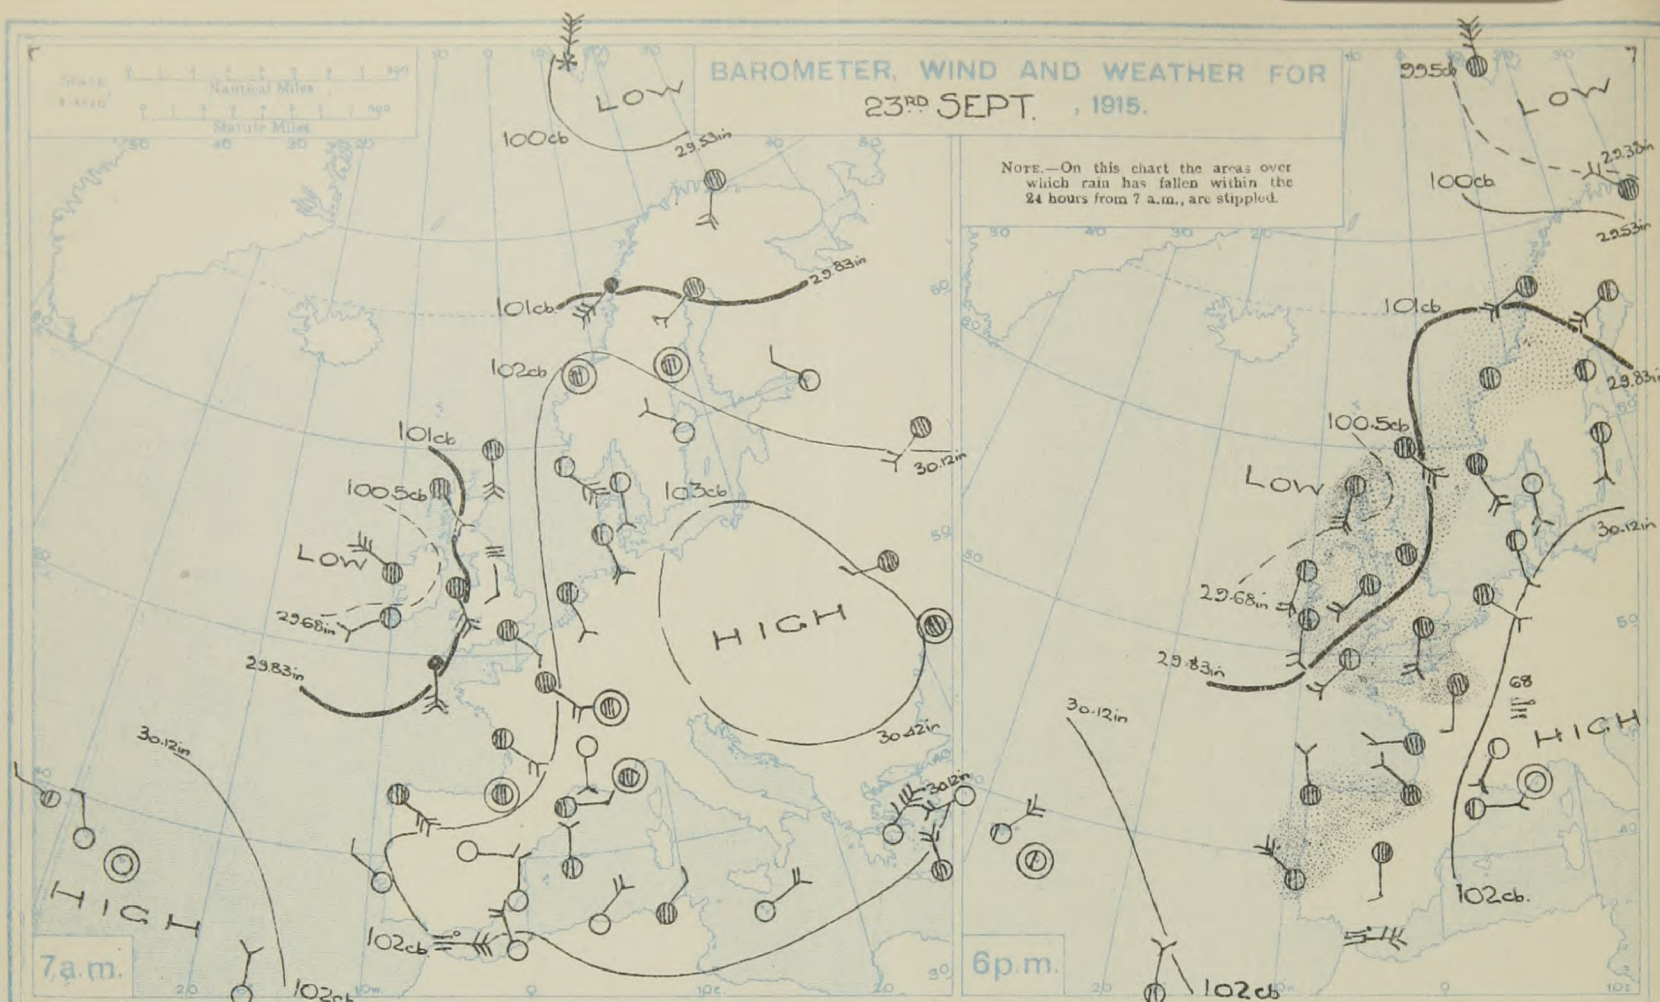 BAROMETER, WIND AND WEATHER FOR
23RD SEPT. , 1915.
NOTE.—On this chart the areas over
which rain has fallen within the
24 hours from 7 a.m., are stippled.
Nautical Miles
Statute Miles
LOW
100cb
29.53in
101cb
29.83in
102cb
30.12in
101cb
100.5cb
103cb
LOW
29.68in
HIGH
29.83in
30.42in
30.12in
30.12in
HIGH
102cb
102cb
7a.m.
99.5cb
LOW
29.38in
100cb
29.53in
101cb
29.83in
100.5cb
LOW
30.12in
29.68in
29.83in
68
30.12in
HIGH
102cb.
102cb
6p.m.